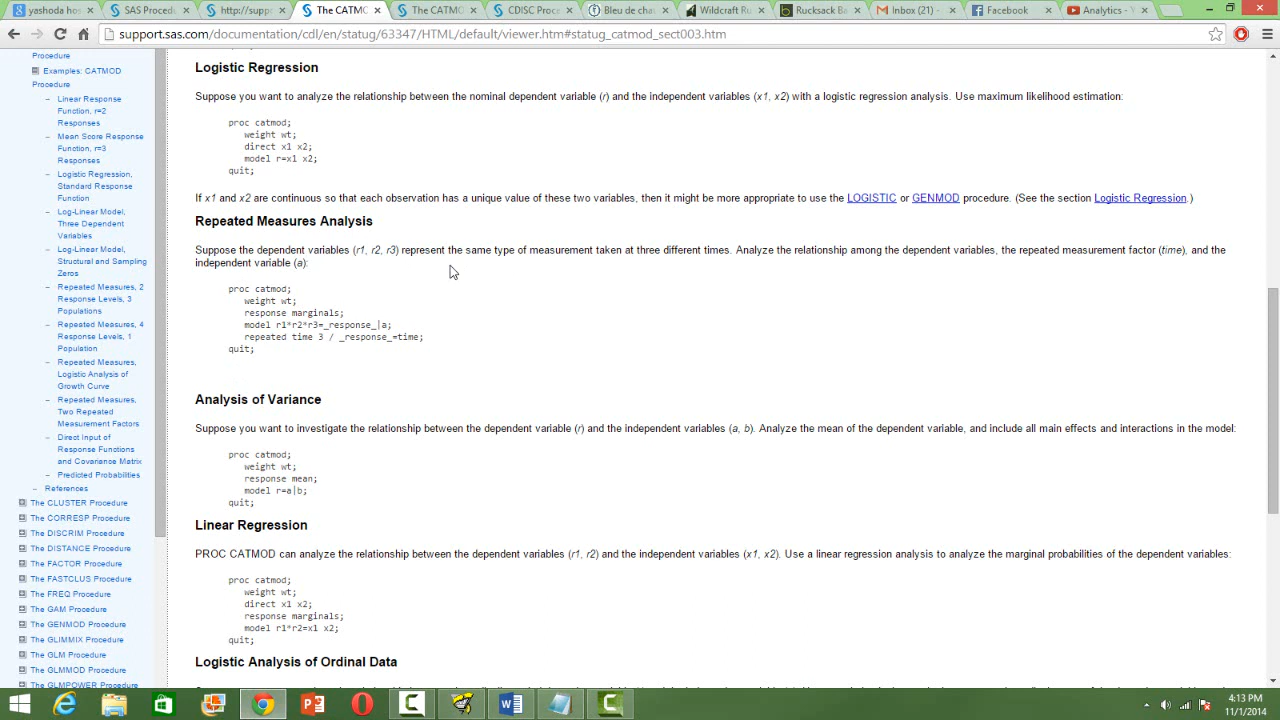 yashoda hos
SAS Procedu
http://suppo
The CATMO
The CATMO
CDISC Proce
Bleu de chau
Wildcraft Ru
Rucksack Ba
Inbox (21) -
Facebook
Analytics - Y
support.sas.com/documentation/cdl/en/statug/63347/HTML/default/viewer.htm#statug_catmod_sect003.htm
Procedure
Examples: CATMOD
Procedure
Linear Response
Function, r=2
Responses
Mean Score Response
Function, r=3
Responses
Logistic Regression,
Standard Response
Function
Log-Linear Model,
Three Dependent
Variables
Log-Linear Model,
Structural and Sampling
Zeros
Repeated Measures, 2
Response Levels, 3
Populations
Repeated Measures, 4
Response Levels, 1
Population
Repeated Measures,
Logistic Analysis of
Growth Curve
Repeated Measures,
Two Repeated
Measurement Factors
Direct Input of
Response Functions
and Covariance Matrix
Predicted Probabilities
References
The CLUSTER Procedure
The CORRESP Procedure
The DISCRIM Procedure
The DISTANCE Procedure
The FACTOR Procedure
The FASTCLUS Procedure
The FREQ Procedure
The GAM Procedure
The GENMOD Procedure
The GLIMMIX Procedure
The GLM Procedure
The GLMMOD Procedure
The GLMPOWER Procedure
Logistic Regression
Suppose you want to analyze the relationship between the nominal dependent variable (r) and the independent variables (x1, x2) with a logistic regression analysis. Use maximum likelihood estimation:
proc catmod;
weight wt;
direct x1 x2;
model r=x1 x2;
quit;
If x1 and x2 are continuous so that each observation has a unique value of these two variables, then it might be more appropriate to use the LOGISTIC or GENMOD procedure. (See the section Logistic Regression.)
Repeated Measures Analysis
Suppose the dependent variables (r1, r2, r3) represent the same type of measurement taken at three different times. Analyze the relationship among the dependent variables, the repeated measurement factor (time), and the
independent variable (a):
proc catmod;
weight wt;
response marginals;
model r1*r2*r3=_response_|a;
repeated time 3 / _response_=time;
quit;
Analysis of Variance
Suppose you want to investigate the relationship between the dependent variable (r) and the independent variables (a, b). Analyze the mean of the dependent variable, and include all main effects and interactions in the model:
proc catmod;
weight wt;
response mean;
model r=a|b;
quit;
Linear Regression
PROC CATMOD can analyze the relationship between the dependent variables (r1, r2) and the independent variables (x1, x2). Use a linear regression analysis to analyze the marginal probabilities of the dependent variables:
proc catmod;
weight wt;
direct x1 x2;
response marginals;
model r1*r2=x1 x2;
quit;
Logistic Analysis of Ordinal Data
4:13 PM
11/1/2014